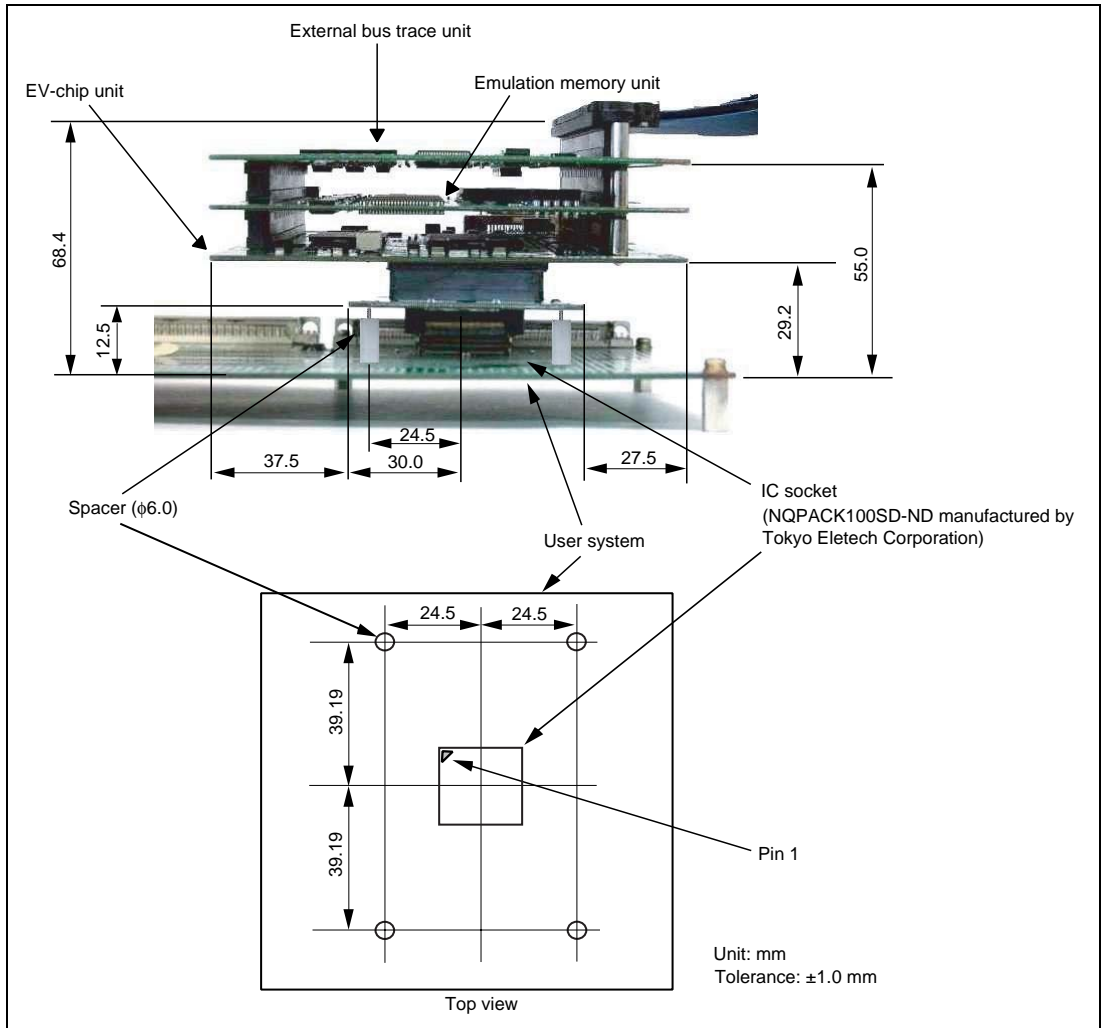 External bus trace unit
Emulation memory unit
EV-chip unit
68.4
12.5
29.2
55.0
24.5
37.5
30.0
27.5
Spacer (φ6.0)
IC socket
(NQPACK100SD-ND manufactured by
Tokyo Eletech Corporation)
User system
24.5
24.5
39.19
39.19
Pin 1
Unit: mm
Tolerance: ±1.0 mm
Top view